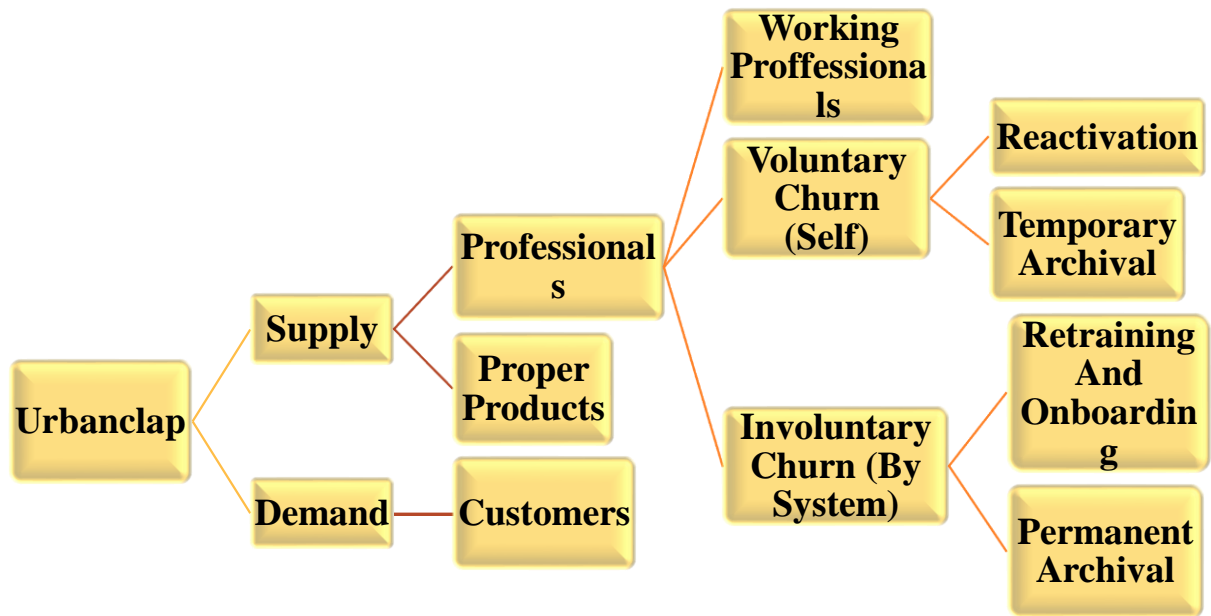 Urbanclap
Supply
Demand
Professional
s
Proper
Products
Customers
Working
Proffessiona
ls
Voluntary
Churn
(Self)
Involuntary
Churn (By
System)
Reactivation
Temporary
Archival
Retraining
And
Onboardin
g
Permanent
Archival